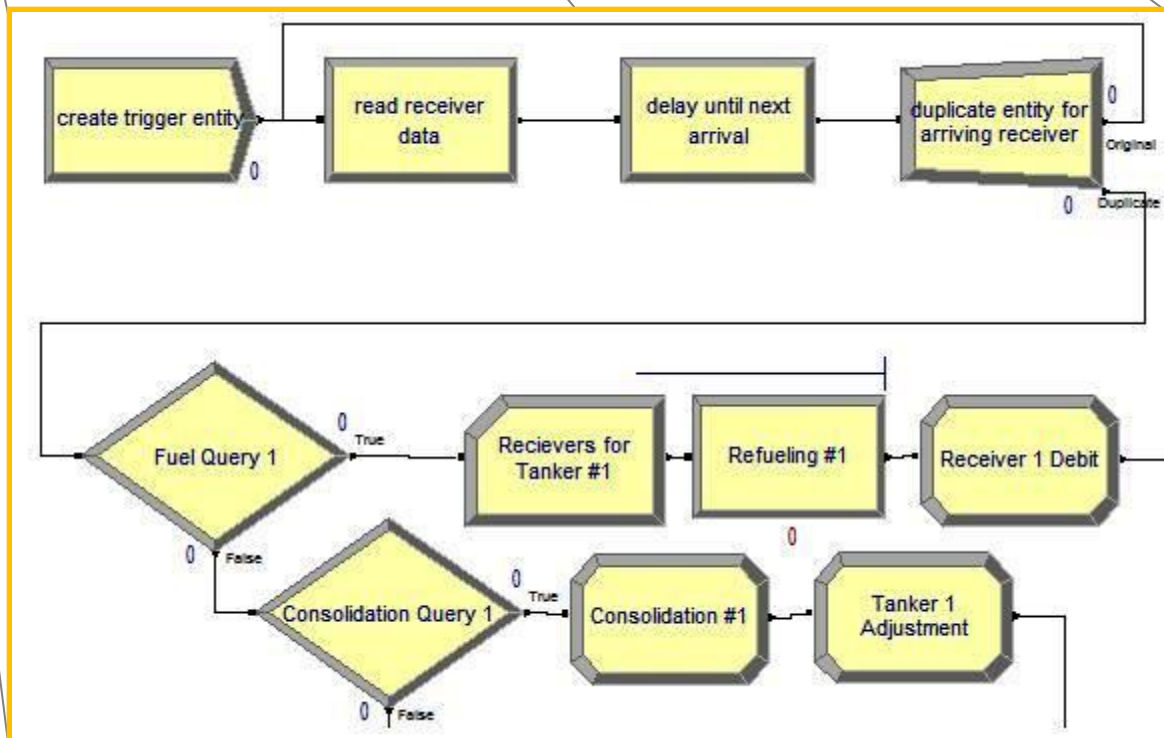 create trigger entity
0
read receiver
data
delay until next
arrival
duplicate entity for
arriving receiver
0
Original
0
Duplicate
Fuel Query 1
0
True
0
False
Recievers for
Tanker #1
Refueling #1
0
Receiver 1 Debit
Consolidation Query 1
0
True
0
False
Consolidation #1
Tanker 1
Adjustment